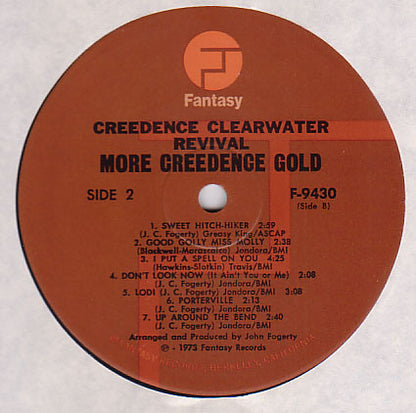 Fantasy
CREEDENCE CLEARWATER
REVIVAL
MORE CREEDENCE GOLD
SIDE 2
F-9430
(Side B)
1. SWEET HITCH-HIKER 2:59
(J. C. Fogerty) Greasy King/ASCAP
2. GOOD GOLLY MISS MOLLY 2:38
(Blackwell-Marascalco) Jondora/BMI
3. I PUT A SPELL ON YOU 4:25
(Hawkins-Slotkin) Travis/BMI
4. DON'T LOOK NOW (It Ain't You or Me) 2:08
(J. C. Fogerty) Jondora/BMI
5. LODI (J. C. Fogerty) Jondora/BMI 3:08
6. PORTERVILLE 2:13
(J. C. Fogerty) Jondora/BMI
7. UP AROUND THE BEND 2:40
(J. C. Fogerty) Jondora/BMI
Arranged and Produced by John Fogerty
℗ - 1973 Fantasy Records
FANTASY RECORDS, BERKELEY, CALIFORNIA